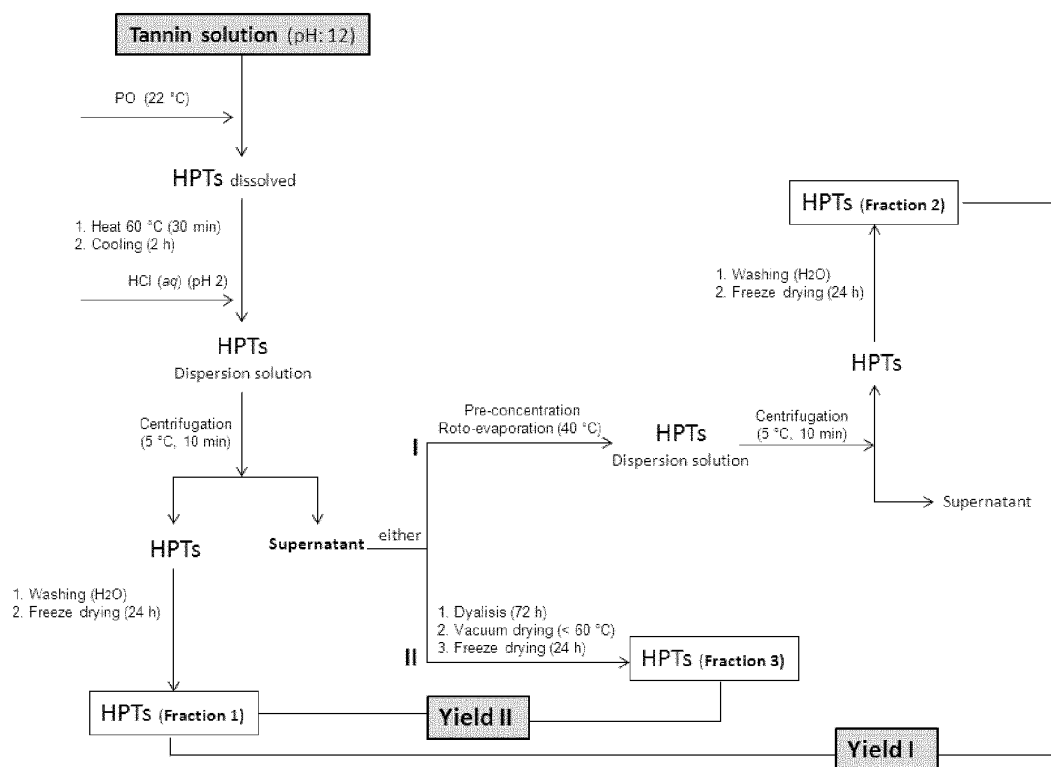 Tannin solution (pH: 12)
PO (22 °C)
HPTs dissolved
1. Heat 60 °C (30 min)
2. Cooling (2 h)
HCl (aq) (pH 2)
HPTs
Dispersion solution
Centrifugation
(5 °C, 10 min)
HPTs
Supernatant
either
1. Washing (H2O)
2. Freeze drying (24 h)
HPTs (Fraction 1)
I
Pre-concentration
Roto-evaporation (40 °C)
HPTs
Dispersion solution
Centrifugation
(5 °C, 10 min)
Supernatant
HPTs
1. Washing (H2O)
2. Freeze drying (24 h)
HPTs (Fraction 2)
II
1. Dyalisis (72 h)
2. Vacuum drying (< 60 °C)
3. Freeze drying (24 h)
HPTs (Fraction 3)
Yield II
Yield I